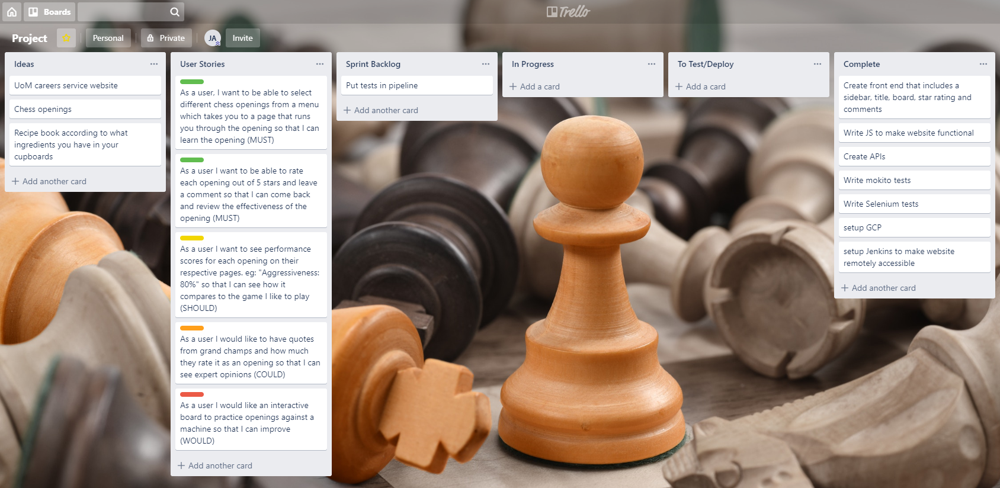 Boards
Trello
Project
Personal
Private
JA
Invite
Ideas
UoM careers service website
Chess openings
Recipe book according to what
ingredients you have in your
cupboards
Add another card
User Stories
As a user, I want to be able to select
different chess openings from a menu
which takes you to a page that runs
you through the opening so that I can
learn the opening (MUST)
As a user I want to be able to rate
each opening out of 5 stars and leave
a comment so that I can come back
and review the effectiveness of the
opening (MUST)
As a user I want to see performance
scores for each opening on their
respective pages. eg: "Aggressiveness:
80%" so that I can see how it
compares to the game I like to play
(SHOULD)
As a user I would like to have quotes
from grand champs and how much
they rate it as an opening so that I can
see expert opinions (COULD)
As a user I would like an interactive
board to practice openings against a
machine so that I can improve
(WOULD)
Add another card
Sprint Backlog
Put tests in pipeline
Add another card
In Progress
Add a card
To Test/Deploy
Add a card
Complete
Create front end that includes a
sidebar, title, board, star rating and
comments
Write JS to make website functional
Create APIs
Write mokito tests
Write Selenium tests
setup GCP
setup Jenkins to make website
remotely accessible
Add another card